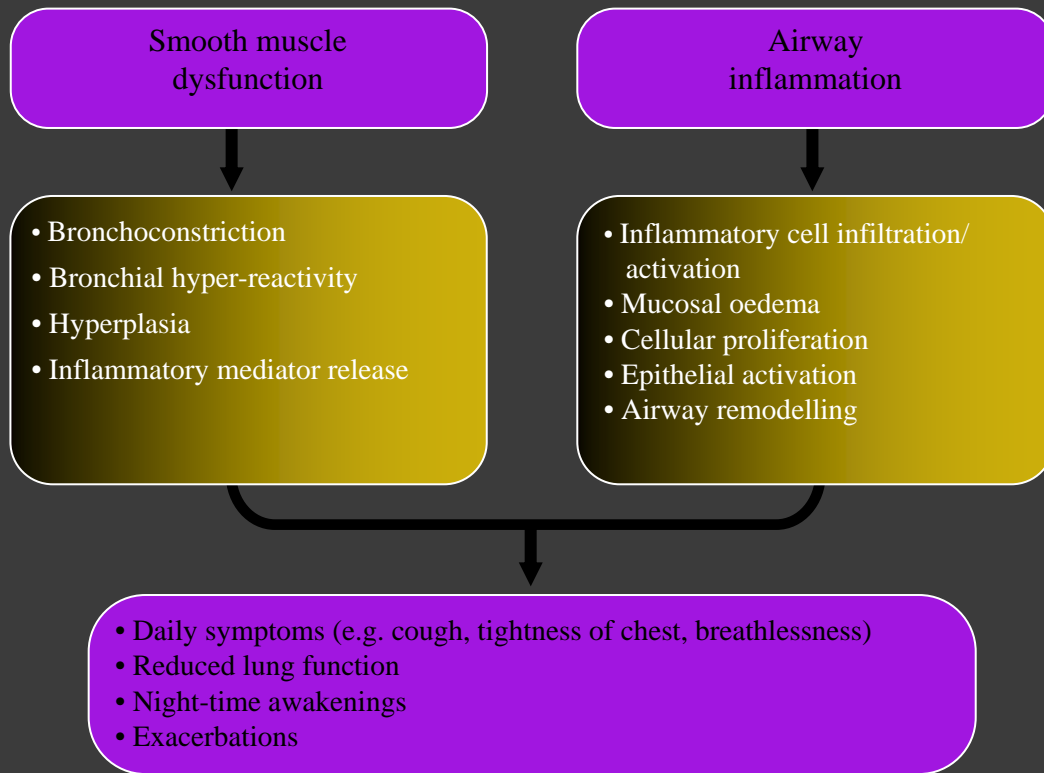 Smooth muscle
dysfunction
Airway
inflammation
• Bronchoconstriction
• Bronchial hyper-reactivity
• Hyperplasia
• Inflammatory mediator release
• Inflammatory cell infiltration/
activation
• Mucosal oedema
• Cellular proliferation
• Epithelial activation
• Airway remodelling
• Daily symptoms (e.g. cough, tightness of chest, breathlessness)
• Reduced lung function
• Night-time awakenings
• Exacerbations